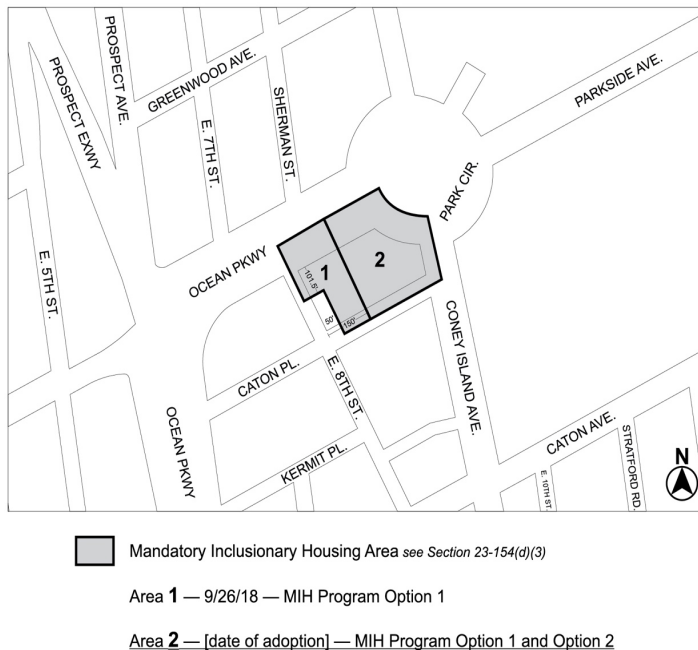 PROSPECT AVE.
GREENWOOD AVE.
PARKSIDE AVE.
PROSPECT EXWY
SHERMAN ST.
E. 7TH ST.
PARK CIR.
OCEAN PKWY
E. 5TH ST.
1
2
101.5'
50'
150'
CONEY ISLAND AVE.
CATON PL.
E. 8TH ST.
OCEAN PKWY
KERMIT PL.
CATON AVE.
STRATFORD RD.
E. 10TH ST.
N
Mandatory Inclusionary Housing Area see Section 23-154(d)(3)
Area 1 — 9/26/18 — MIH Program Option 1
Area 2 — [date of adoption] — MIH Program Option 1 and Option 2